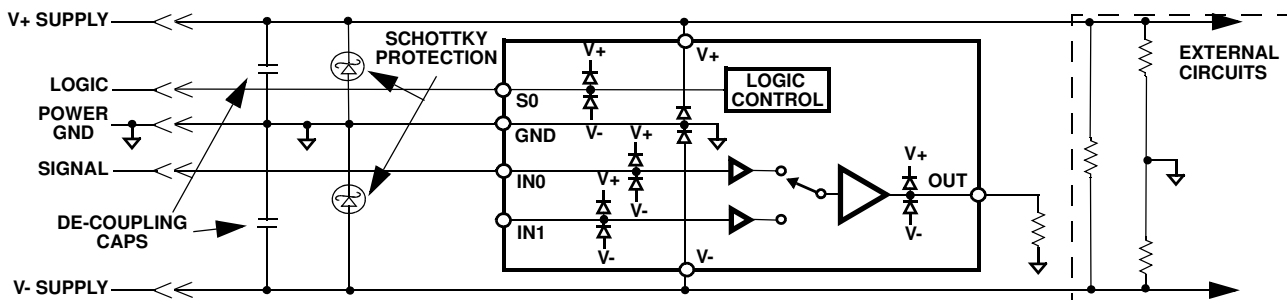 V+ SUPPLY
LOGIC
POWER
GND
SIGNAL
DE-COUPLING
CAPS
V- SUPPLY
SCHOTTKY
PROTECTION
S0
GND
IN0
IN1
V+
V-
V+
V-
V+
V-
V+
LOGIC
CONTROL
V+
V-
OUT
V-
EXTERNAL
CIRCUITS